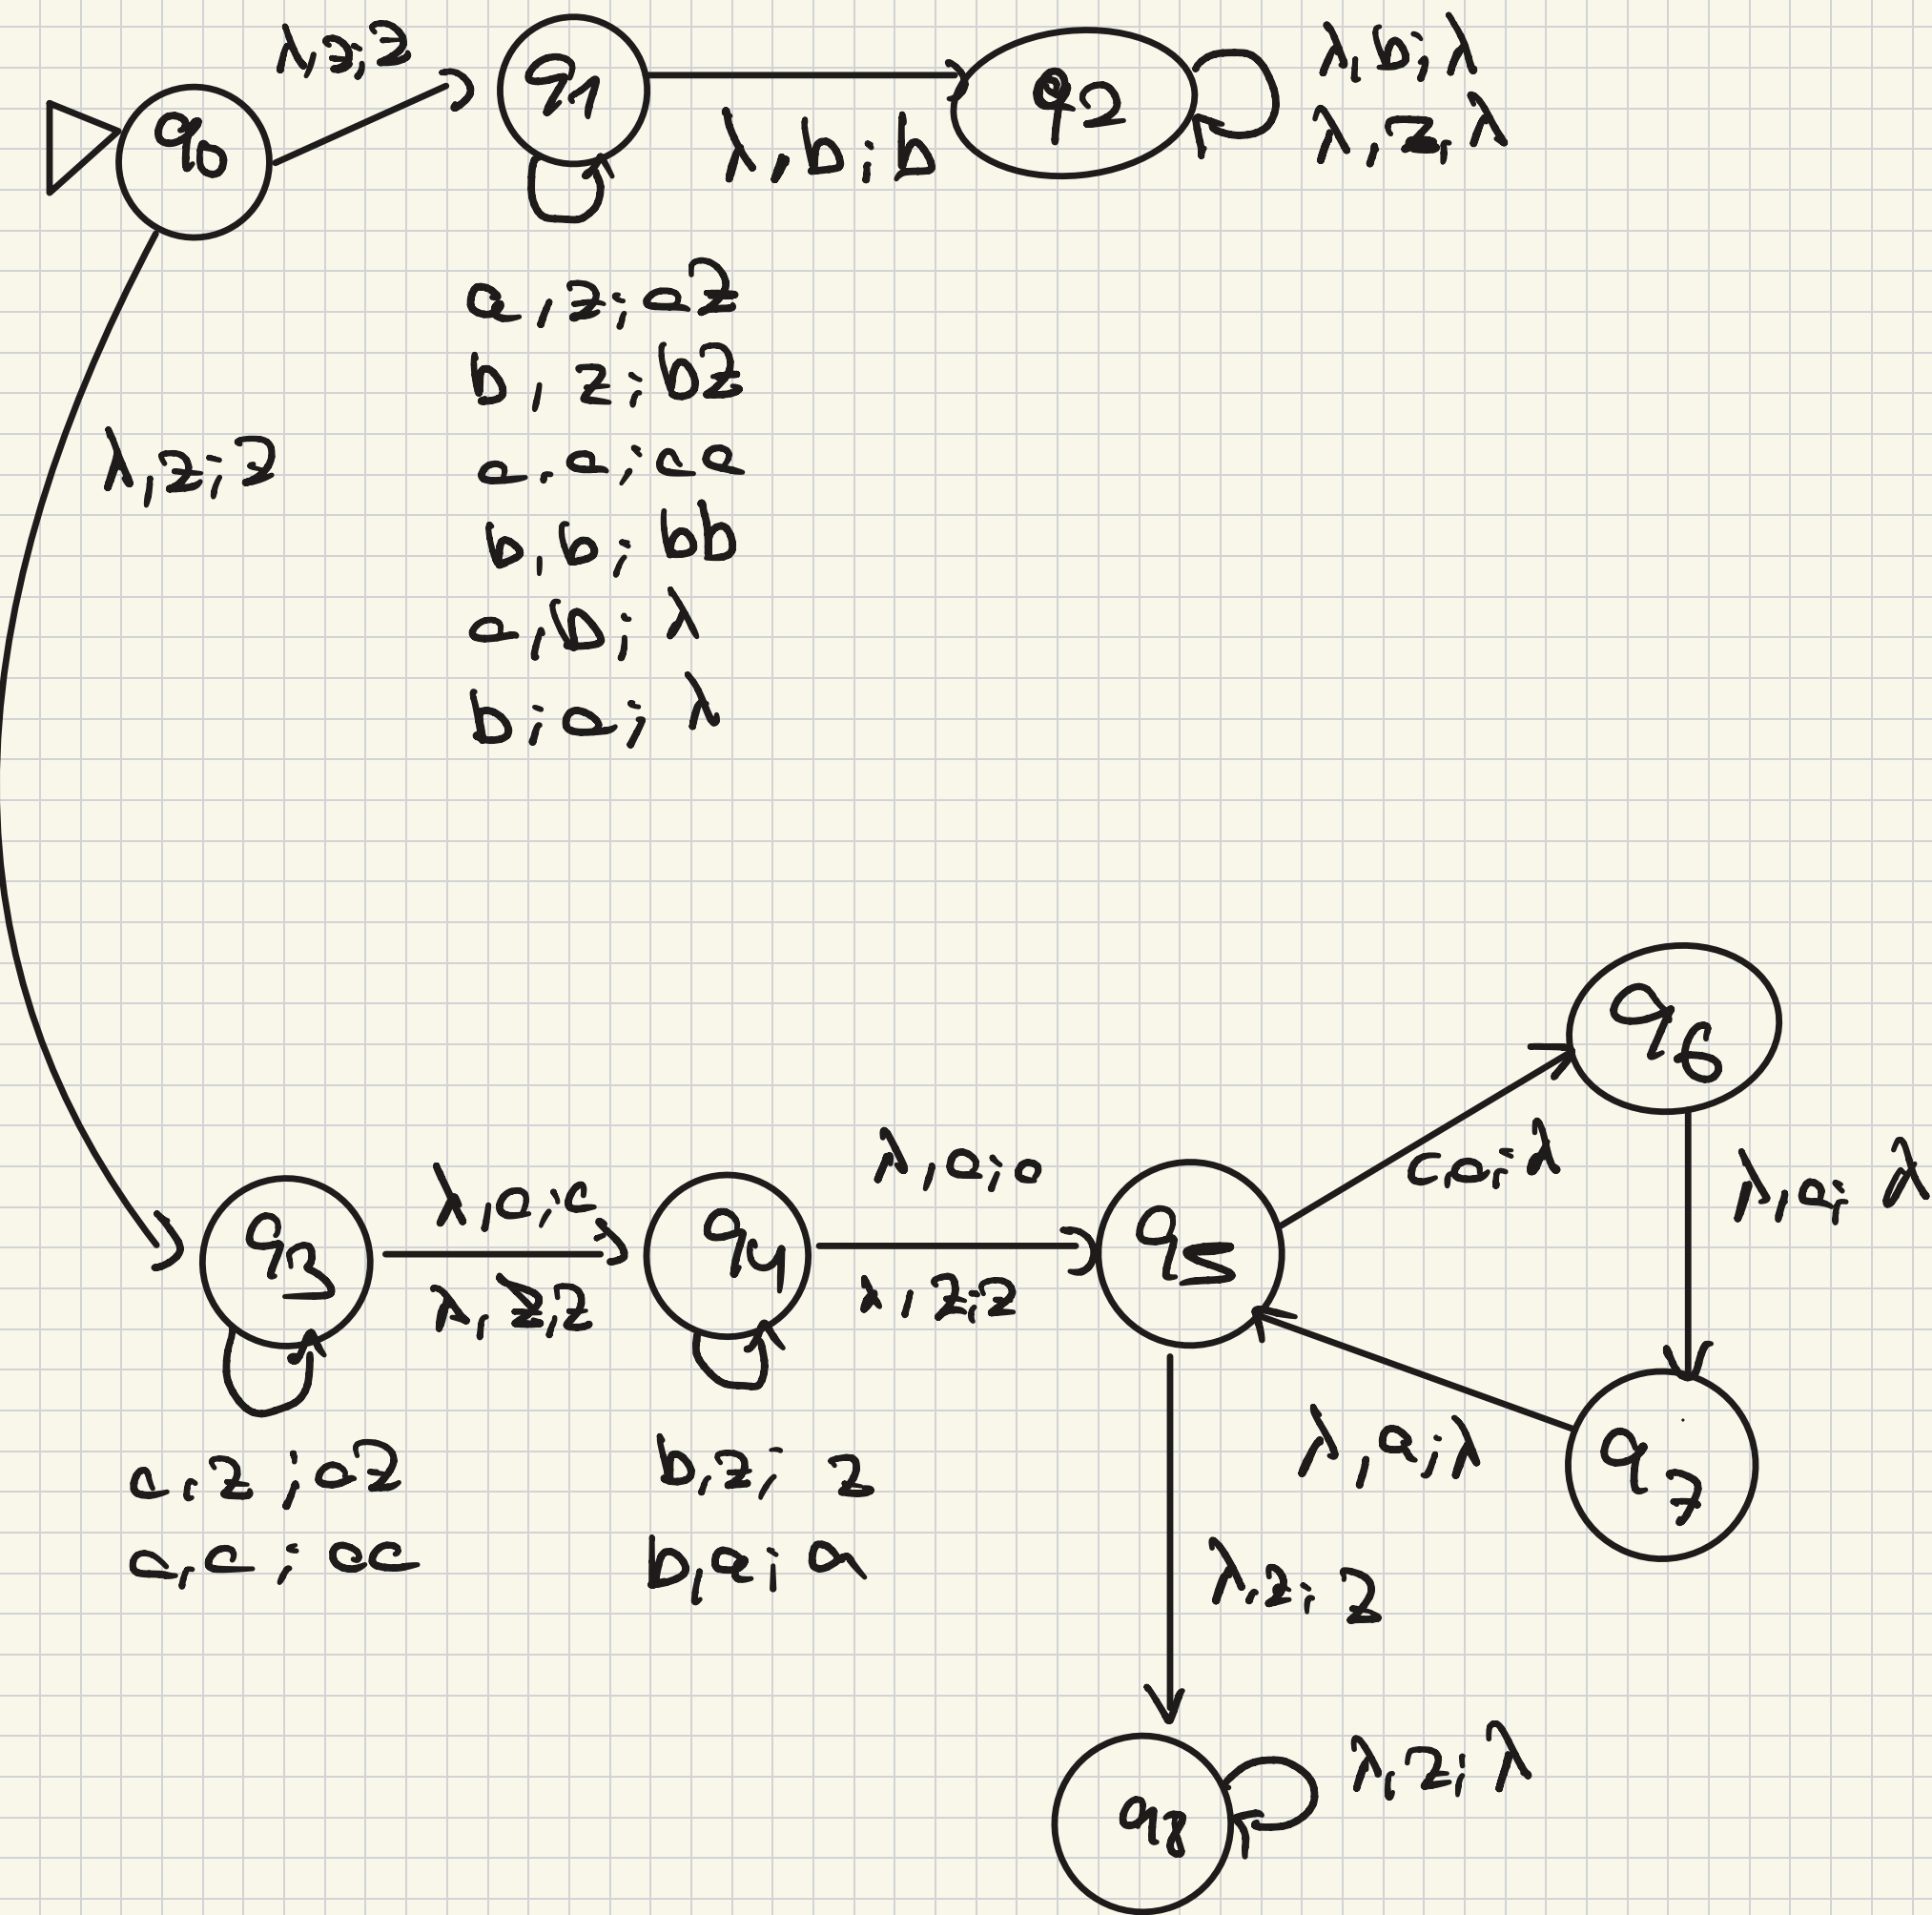 λ,z;z
q0
q1
λ,b;b
q2
λ,b;λ
λ,z,λ
a,z;az
b,z;bz
a,a;aa
b,b;bb
a,b;λ
b;a;λ
λ,z;z
q3
λ,a;a
λ,z;z
a,z;az
a,a;aa
q4
b,z;z
b,a;a
λ,a;a
λ,z;z
q5
c,a;λ
q6
λ,a;λ
q7
λ,a;λ
λ,z;z
q8
λ,z;λ